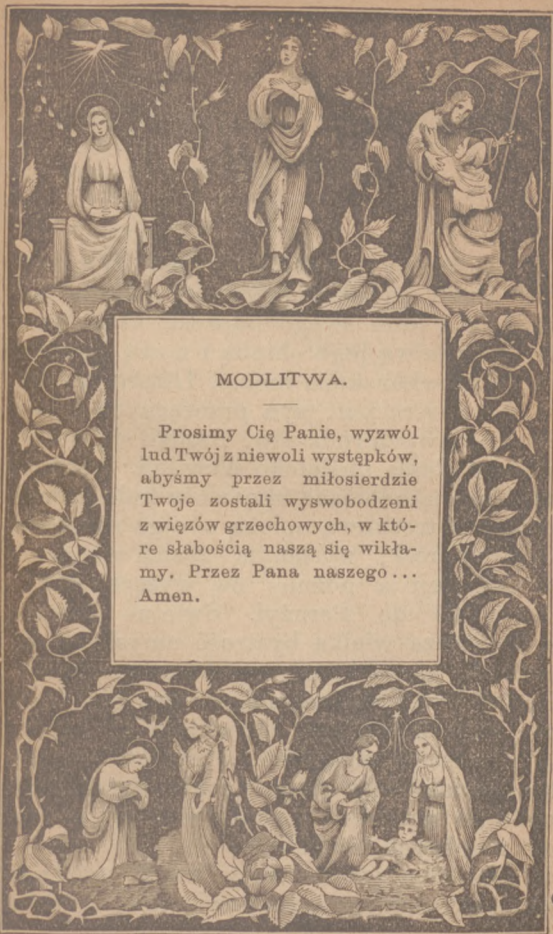 MODLITWA.
Prosimy Cię Panie, wyzwól
lud Twój z niewoli występków,
abyśmy przez miłosierdzie
Twoje zostali wyswobodzeni
z więzów grzechowych, w któ-
re słabością naszą się wikła-
my. Przez Pana naszego...
Amen.